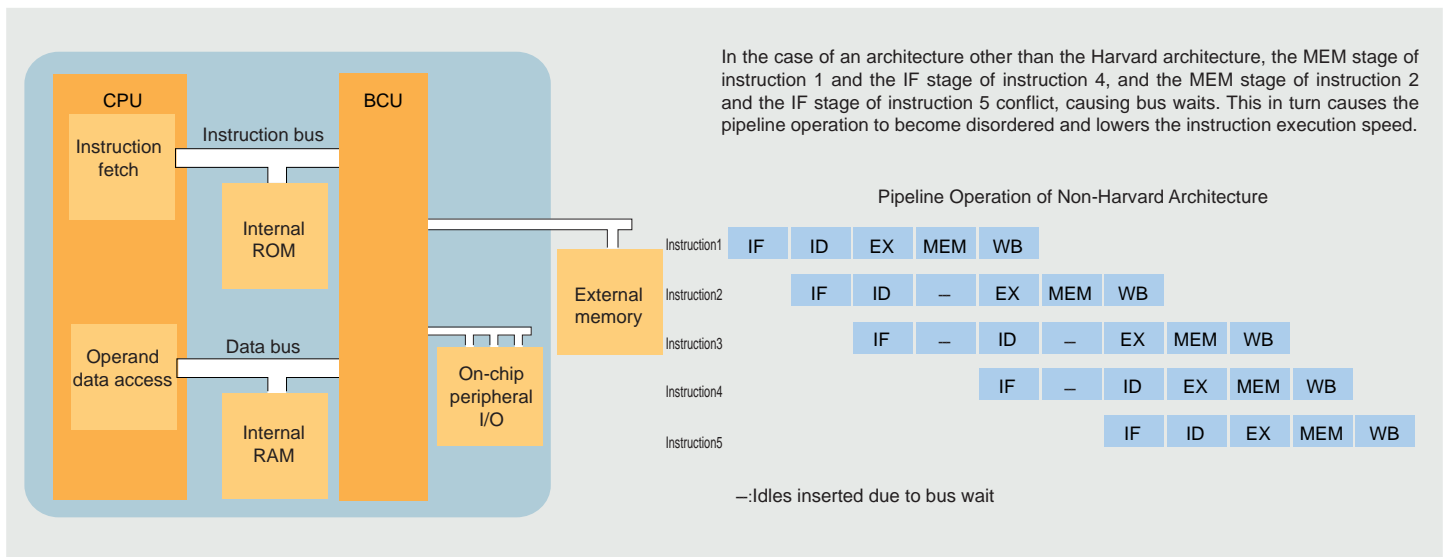 CPU
BCU
Instruction
fetch
Instruction bus
Internal
ROM
Operand
data access
Data bus
Internal
RAM
External
memory
On-chip
peripheral
I/O
In the case of an architecture other than the Harvard architecture, the MEM stage of
instruction 1 and the IF stage of instruction 4, and the MEM stage of instruction 2
and the IF stage of instruction 5 conflict, causing bus waits. This in turn causes the
pipeline operation to become disordered and lowers the instruction execution speed.
Pipeline Operation of Non-Harvard Architecture
Instruction1 IF ID EX MEM WB
Instruction2 IF ID – EX MEM WB
Instruction3 IF – ID – EX MEM WB
Instruction4 IF – ID EX MEM WB
Instruction5 IF ID EX MEM WB
–:Idles inserted due to bus wait